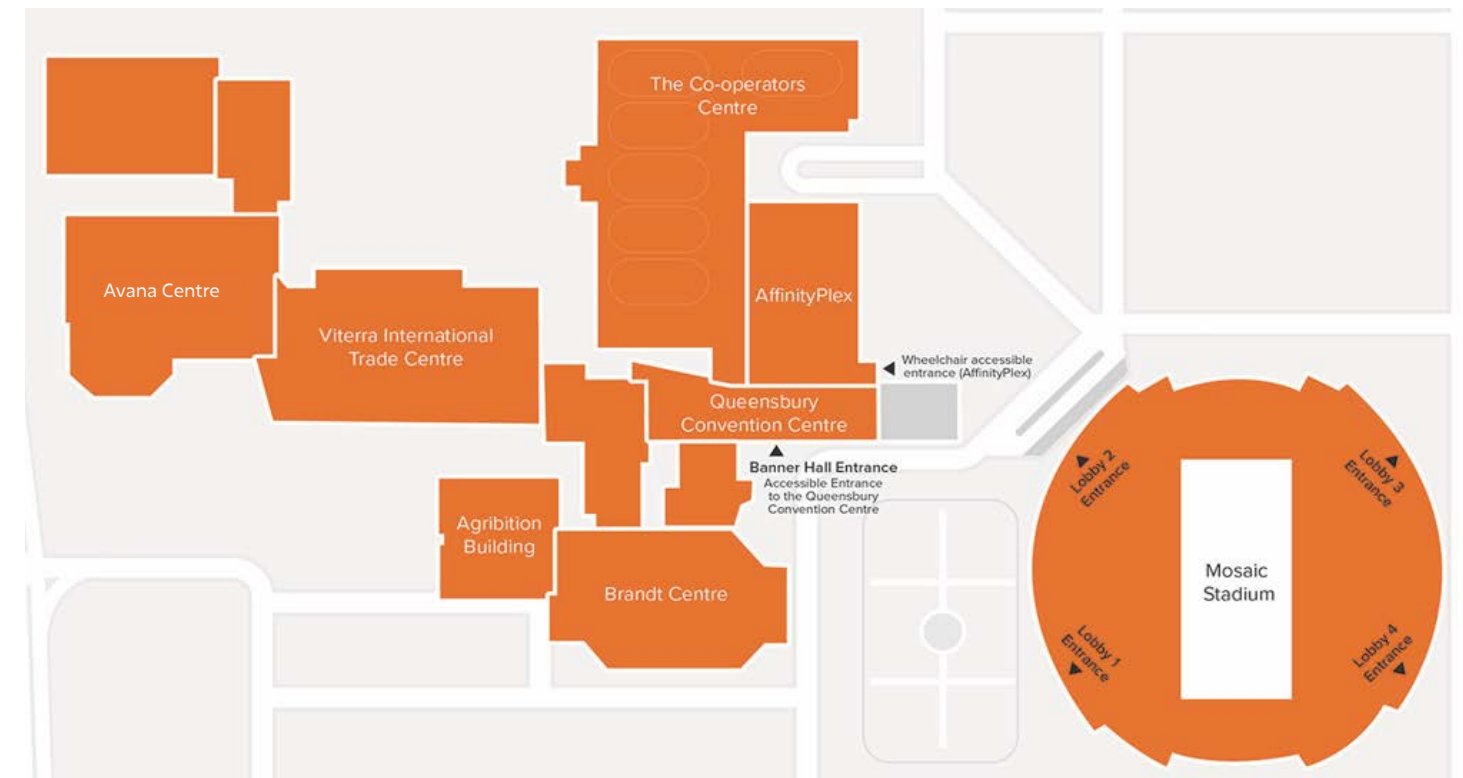 The Co-operators
Centre
Avana Centre
AffinityPlex
Viterra International
Trade Centre
Wheelchair accessible
entrance (AffinityPlex)
Queensbury
Convention Centre
Banner Hall Entrance
Accessible Entrance
to the Queensbury
Convention Centre
Lobby 2
Entrance
Lobby 3
Entrance
Agribition
Building
Mosaic
Stadium
Brandt Centre
Lobby 1
Entrance
Lobby 4
Entrance